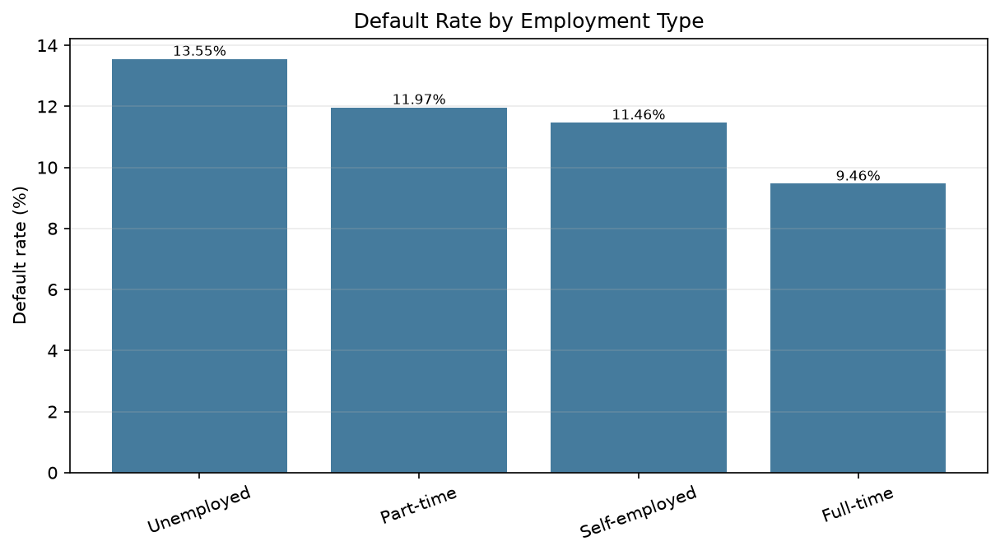 Default Rate by Employment Type
Default rate (%)
14
12
10
8
6
4
2
0
13.55%
11.97%
11.46%
9.46%
Unemployed
Part-time
Self-employed
Full-time